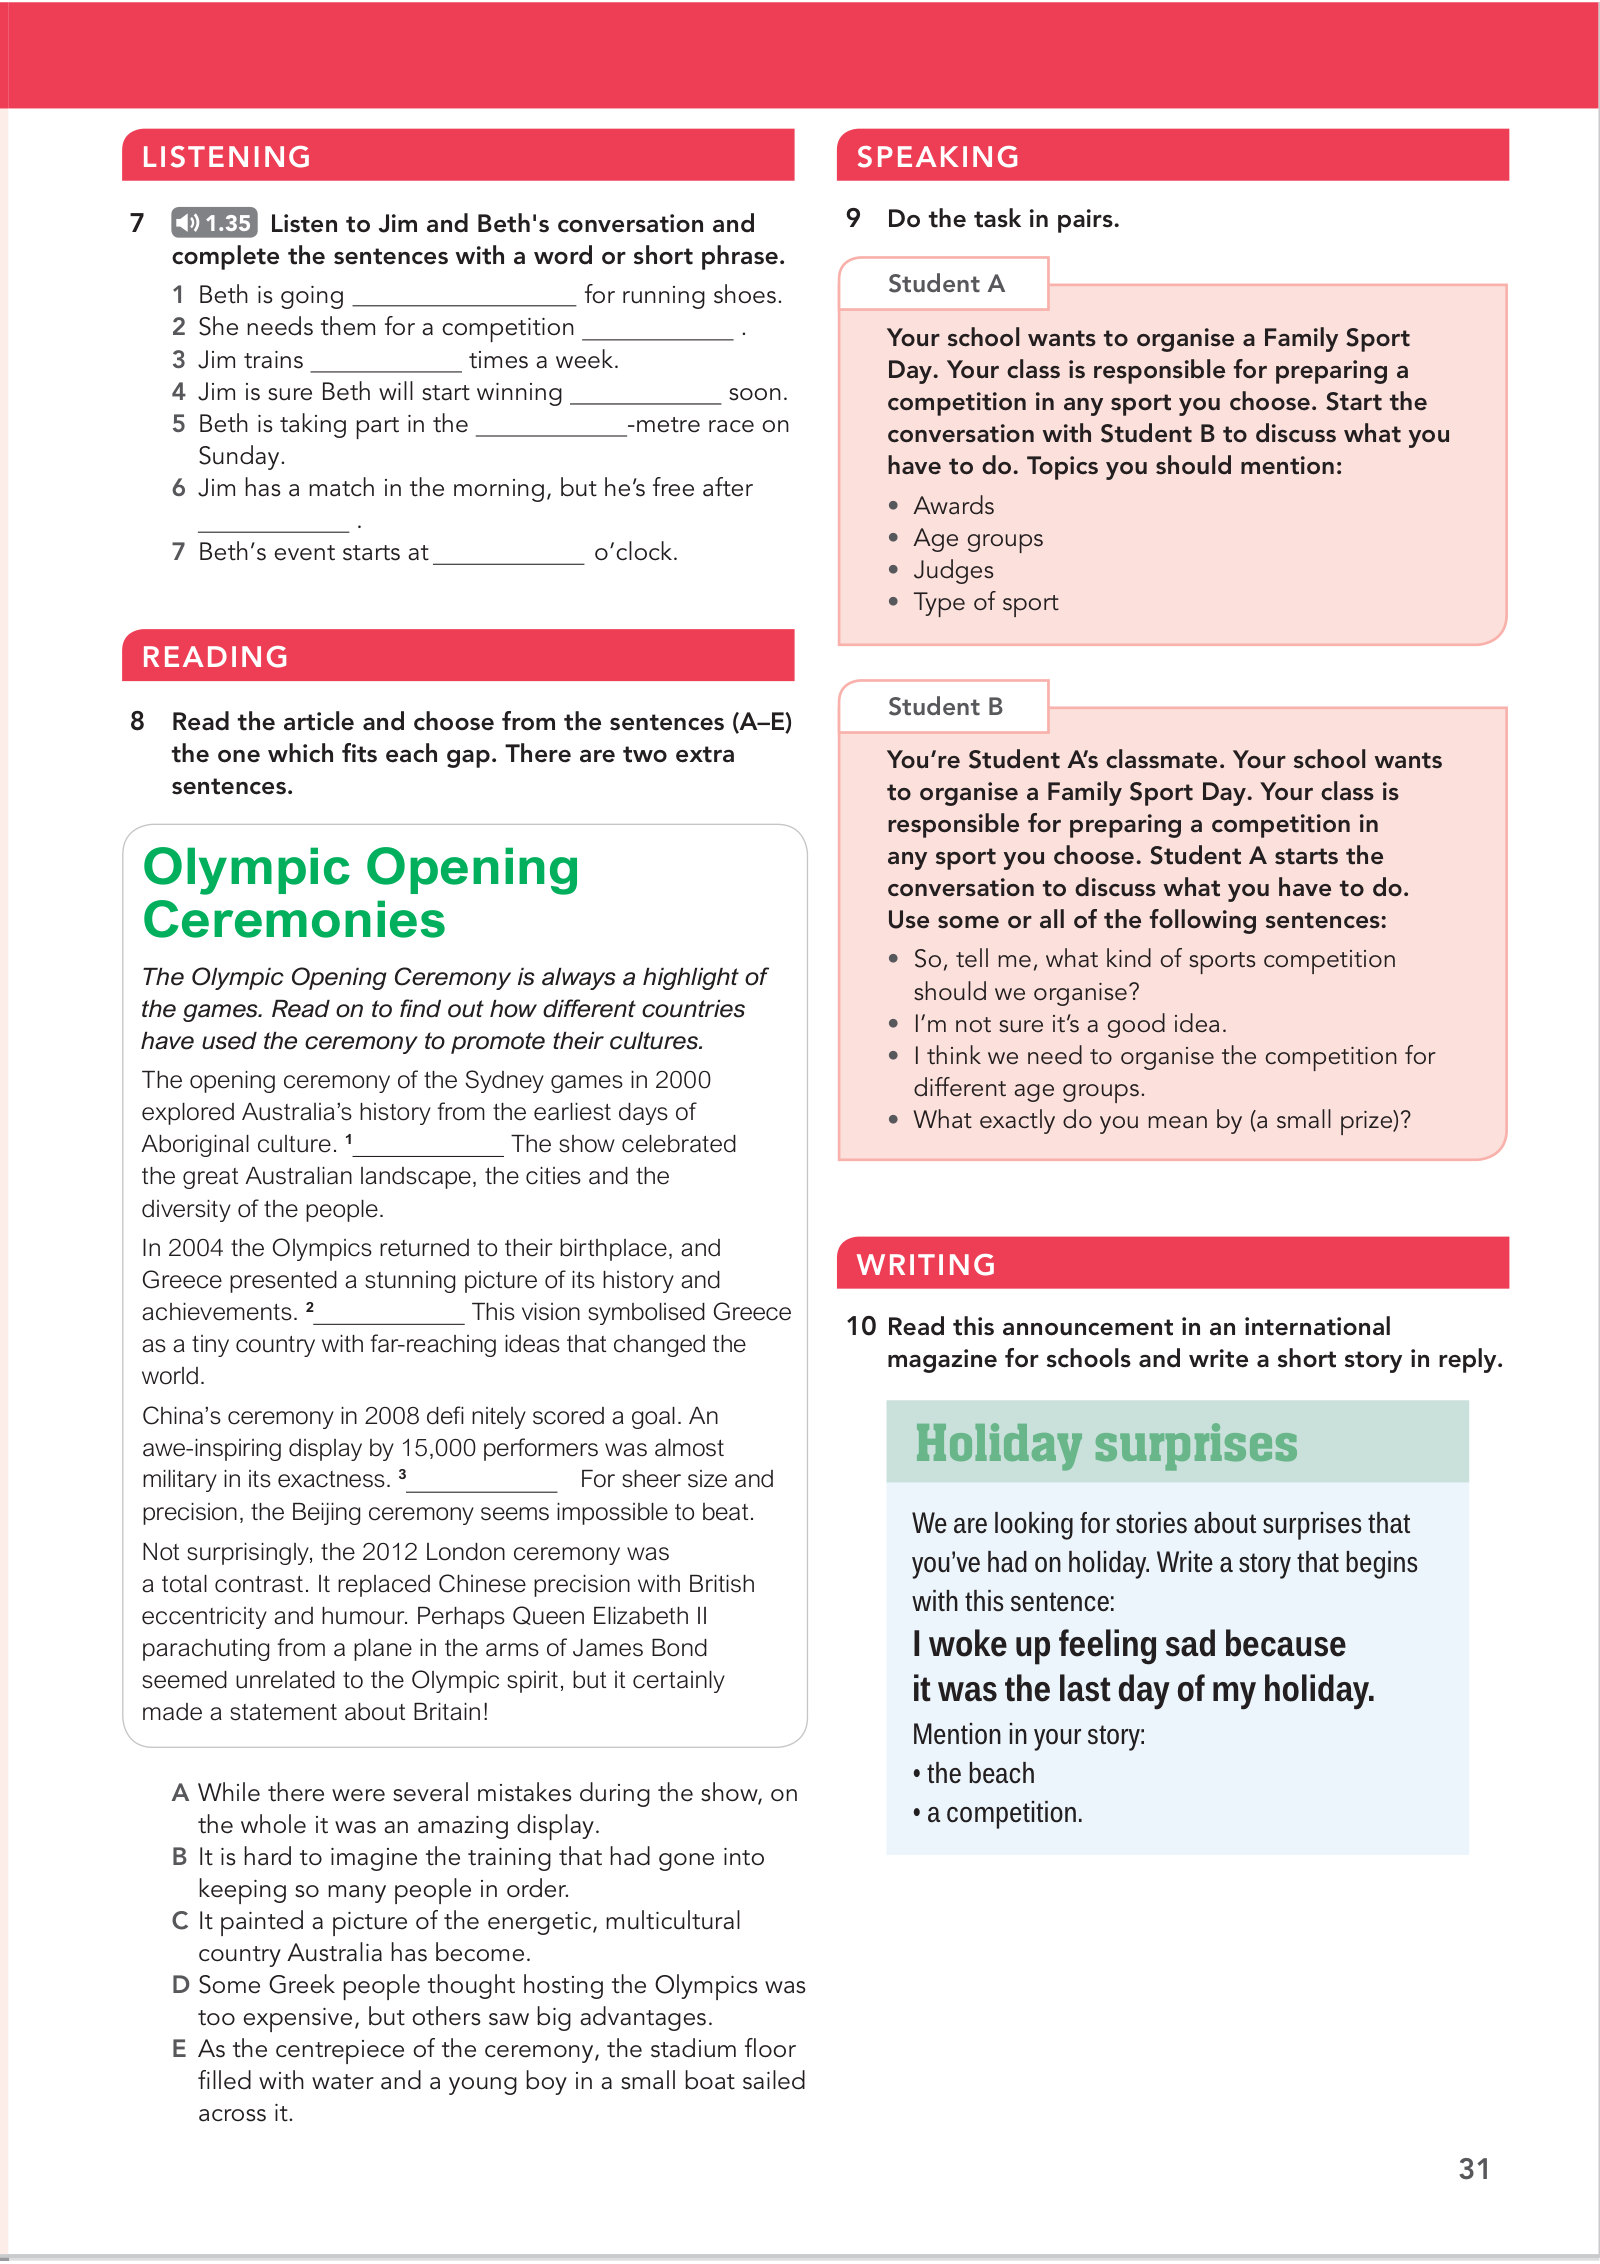 LISTENING
7 1.35 Listen to Jim and Beth's conversation and
complete the sentences with a word or short phrase.
1 Beth is going ________________ for running shoes.
2 She needs them for a competition ___________ .
3 Jim trains ___________ times a week.
4 Jim is sure Beth will start winning ___________ soon.
5 Beth is taking part in the ___________-metre race on
Sunday.
6 Jim has a match in the morning, but he’s free after
___________ .
7 Beth’s event starts at ___________ o’clock.
READING
8 Read the article and choose from the sentences (A–E)
the one which fits each gap. There are two extra
sentences.
Olympic Opening
Ceremonies
The Olympic Opening Ceremony is always a highlight of
the games. Read on to find out how different countries
have used the ceremony to promote their cultures.
The opening ceremony of the Sydney games in 2000
explored Australia’s history from the earliest days of
Aboriginal culture. 1___________ The show celebrated
the great Australian landscape, the cities and the
diversity of the people.
In 2004 the Olympics returned to their birthplace, and
Greece presented a stunning picture of its history and
achievements. 2___________ This vision symbolised Greece
as a tiny country with far-reaching ideas that changed the
world.
China’s ceremony in 2008 defi nitely scored a goal. An
awe-inspiring display by 15,000 performers was almost
military in its exactness. 3___________ For sheer size and
precision, the Beijing ceremony seems impossible to beat.
Not surprisingly, the 2012 London ceremony was
a total contrast. It replaced Chinese precision with British
eccentricity and humour. Perhaps Queen Elizabeth II
parachuting from a plane in the arms of James Bond
seemed unrelated to the Olympic spirit, but it certainly
made a statement about Britain!
A While there were several mistakes during the show, on
the whole it was an amazing display.
B It is hard to imagine the training that had gone into
keeping so many people in order.
C It painted a picture of the energetic, multicultural
country Australia has become.
D Some Greek people thought hosting the Olympics was
too expensive, but others saw big advantages.
E As the centrepiece of the ceremony, the stadium floor
filled with water and a young boy in a small boat sailed
across it.
SPEAKING
9 Do the task in pairs.
Student A
Your school wants to organise a Family Sport
Day. Your class is responsible for preparing a
competition in any sport you choose. Start the
conversation with Student B to discuss what you
have to do. Topics you should mention:
• Awards
• Age groups
• Judges
• Type of sport
Student B
You’re Student A’s classmate. Your school wants
to organise a Family Sport Day. Your class is
responsible for preparing a competition in
any sport you choose. Student A starts the
conversation to discuss what you have to do.
Use some or all of the following sentences:
• So, tell me, what kind of sports competition
should we organise?
• I’m not sure it’s a good idea.
• I think we need to organise the competition for
different age groups.
• What exactly do you mean by (a small prize)?
WRITING
10 Read this announcement in an international
magazine for schools and write a short story in reply.
Holiday surprises
We are looking for stories about surprises that
you’ve had on holiday. Write a story that begins
with this sentence:
I woke up feeling sad because
it was the last day of my holiday.
Mention in your story:
• the beach
• a competition.
31